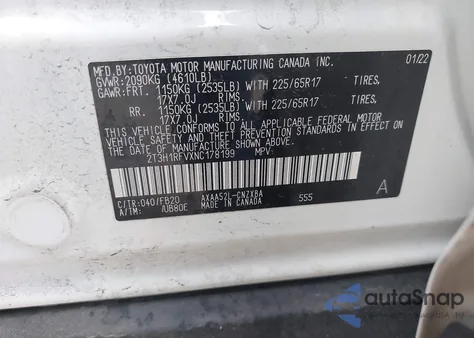 MFD.BY:TOYOTA MOTOR MANUFACTURING CANADA INC. 01/22
GVWR:2090KG (4610LB)
GAWR:FRT. 1150KG (2535LB) WITH 225/65R17 TIRES,
17X7.0J RIMS.
RR. 1150KG (2535LB) WITH 225/65R17 TIRES,
17X7.0J RIMS.
THIS VEHICLE CONFORMS TO ALL APPLICABLE FEDERAL MOTOR
VEHICLE SAFETY AND THEFT PREVENTION STANDARDS IN
EFFECT ON THE DATE OF MANUFACTURE SHOWN ABOVE.
2T3H1RFVXNC178199 MPV
C/TR:040/FB20 AXAA52L-CNZXBA 555 A
A/TM: /UB80E MADE IN CANADA
autoSnap